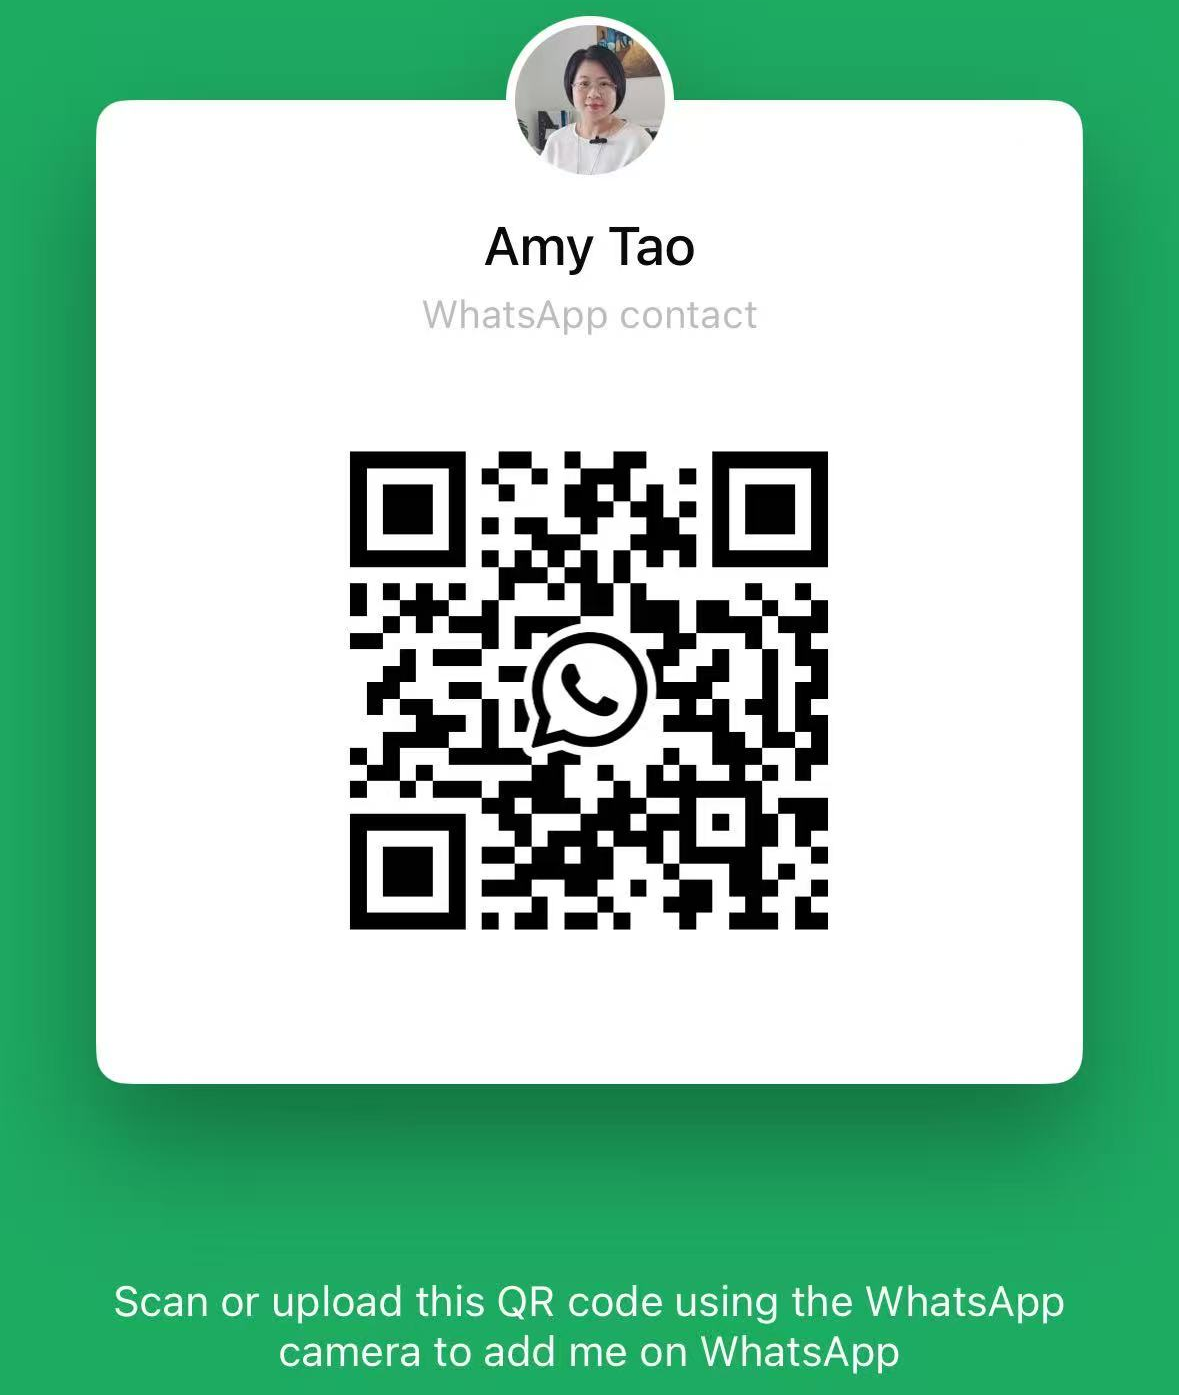 Amy Tao
WhatsApp contact
Scan or upload this QR code using the WhatsApp
camera to add me on WhatsApp